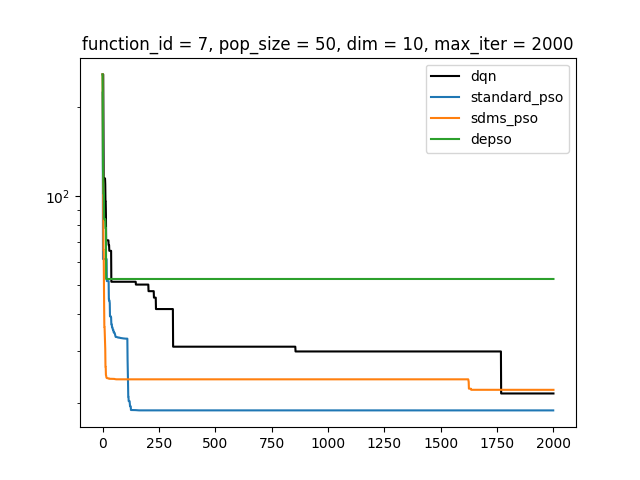 function_id = 7, pop_size = 50, dim = 10, max_iter = 2000
dqn
standard_pso
sdms_pso
depso
10²
0 250 500 750 1000 1250 1500 1750 2000